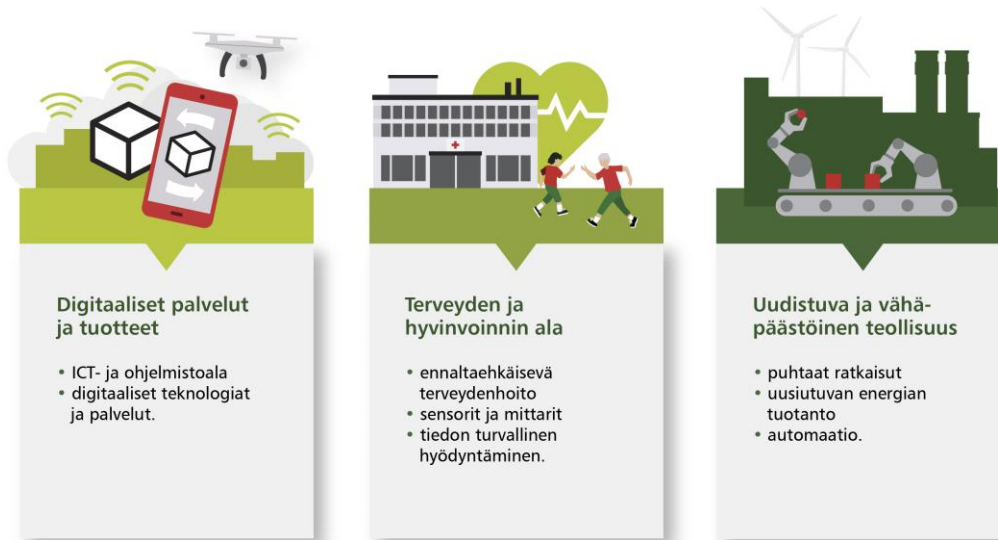 Digitaaliset palvelut
ja tuotteet
• ICT- ja ohjelmistoala
• digitaaliset teknologiat
ja palvelut.
Terveyden ja
hyvinvoinnin ala
• ennaltaehkäisevä
terveydenhoito
• sensorit ja mittarit
• tiedon turvallinen
hyödyntäminen.
Uudistuva ja vähä-
päästöinen teollisuus
• puhtaat ratkaisut
• uusiutuvan energian
tuotanto
• automaatio.